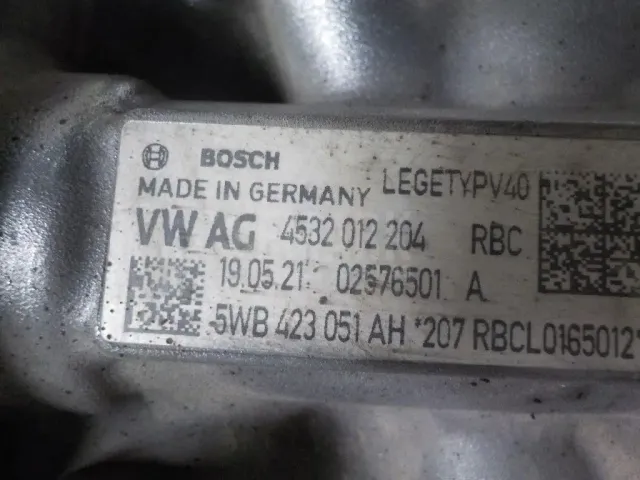 BOSCH LEGETYPV40
MADE IN GERMANY
VW AG 4532 012 204 RBC
19.05.21 02576501 A
5WB 423 051 AH *207 RBCL0165012*